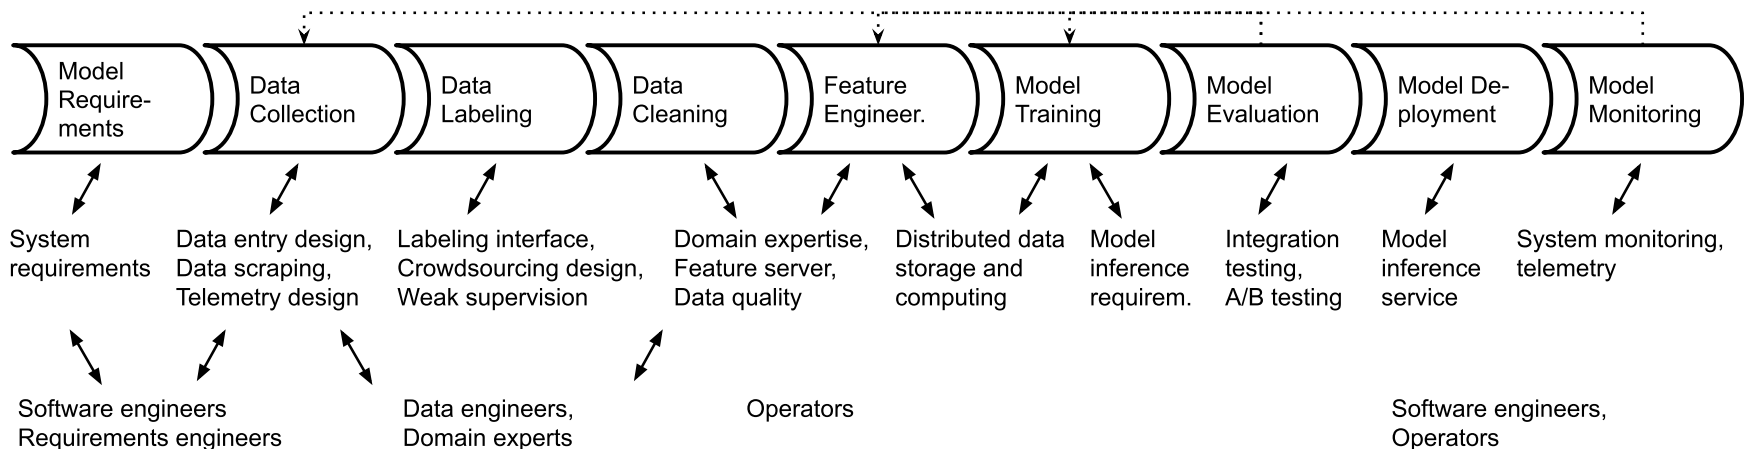 Model
Require-
ments
Data
Collection
Data
Labeling
Data
Cleaning
Feature
Engineer.
Model
Training
Model
Evaluation
Model De-
ployment
Model
Monitoring
System
requirements
Data entry design,
Data scraping,
Telemetry design
Labeling interface,
Crowdsourcing design,
Weak supervision
Domain expertise,
Feature server,
Data quality
Distributed data
storage and
computing
Model
inference
requirem.
Integration
testing,
A/B testing
Model
inference
service
System monitoring,
telemetry
Software engineers
Requirements engineers
Data engineers,
Domain experts
Operators
Software engineers,
Operators